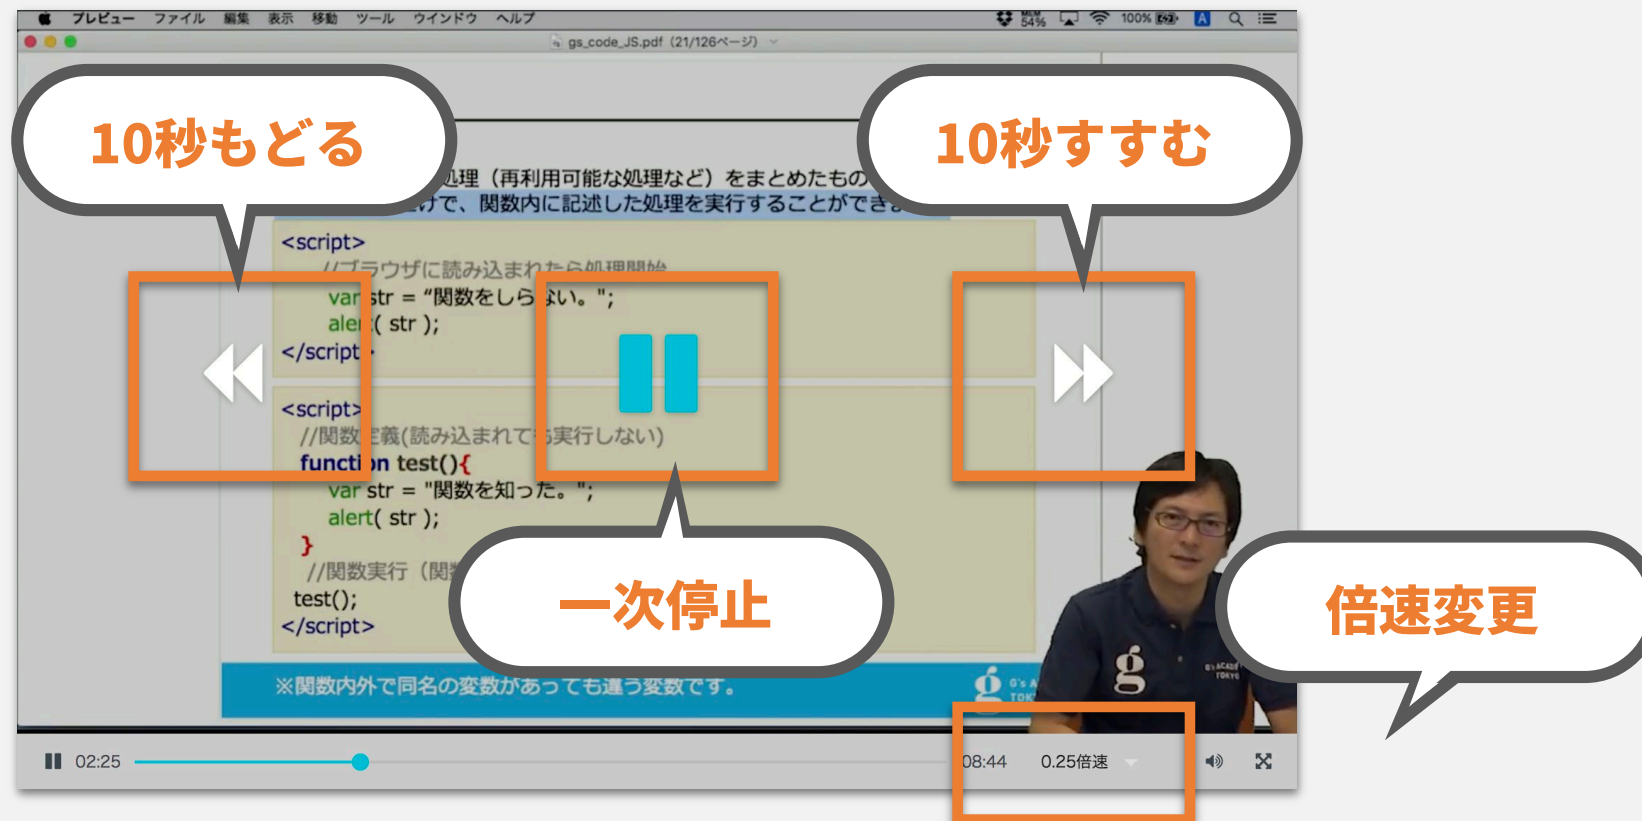 プレビュー ファイル 編集 表示 移動 ツール ウインドウ ヘルプ
MEM 54% 100% A
gs_code_JS.pdf（21/126ページ）
10秒もどる
10秒すすむ
処理（再利用可能な処理など）をまとめたもの
けで、関数内に記述した処理を実行することができ
<script>
//ブラウザに読み込まれたら処理開始
var str = “関数をしらない。";
alert( str );
</script>
<script>
//関数定義(読み込まれても実行しない)
function test(){
var str = "関数を知った。";
alert( str );
}
//関数実行（関
test();
</script>
一次停止
倍速変更
※関数内外で同名の変数があっても違う変数です。
g G's A
TOK
g G's ACADE
TOKYO
02:25
08:44
0.25倍速